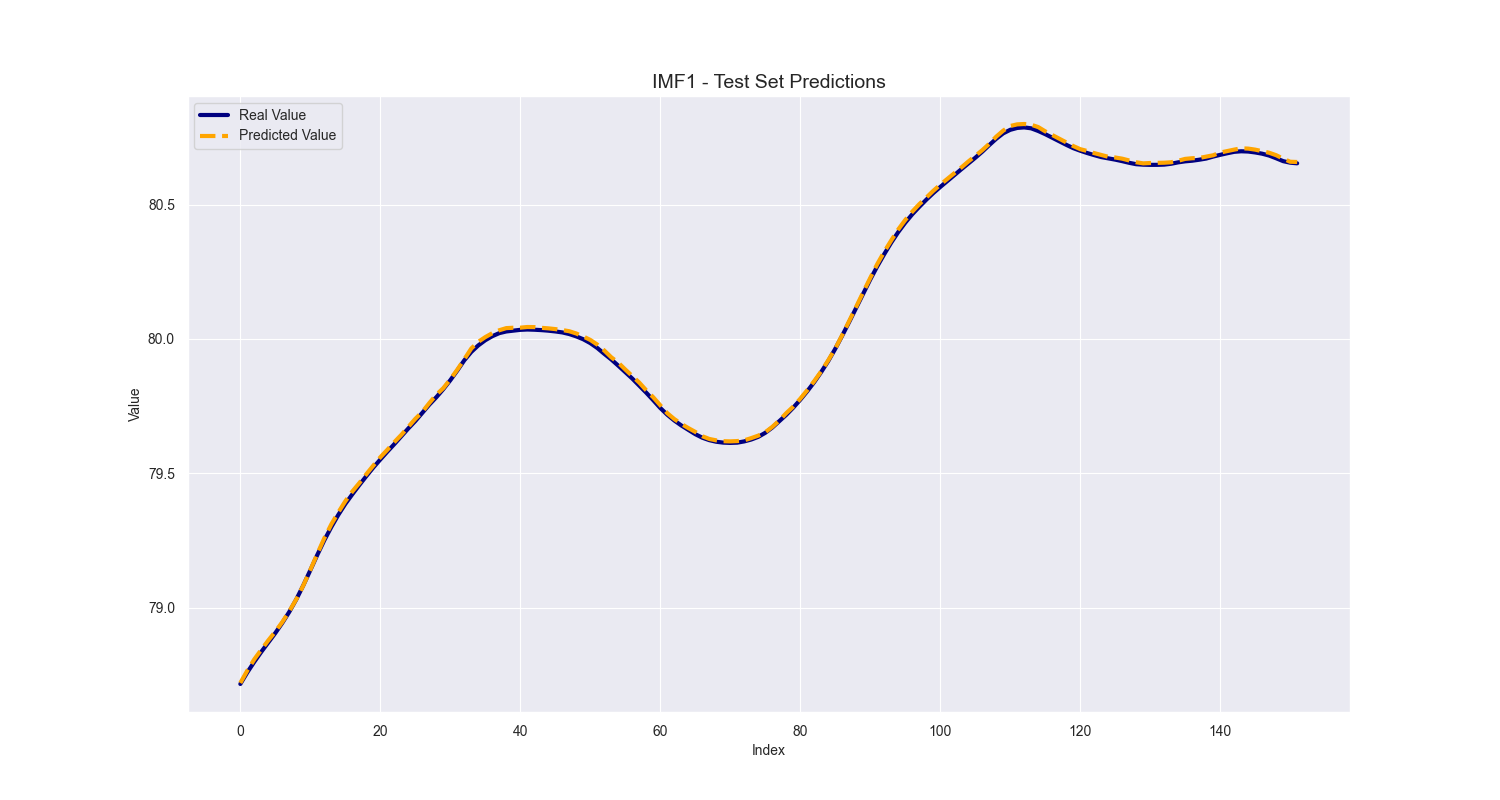 IMF1 - Test Set Predictions
Real Value
Predicted Value
80.5
80.0
79.5
79.0
Value
0 20 40 60 80 100 120 140
Index